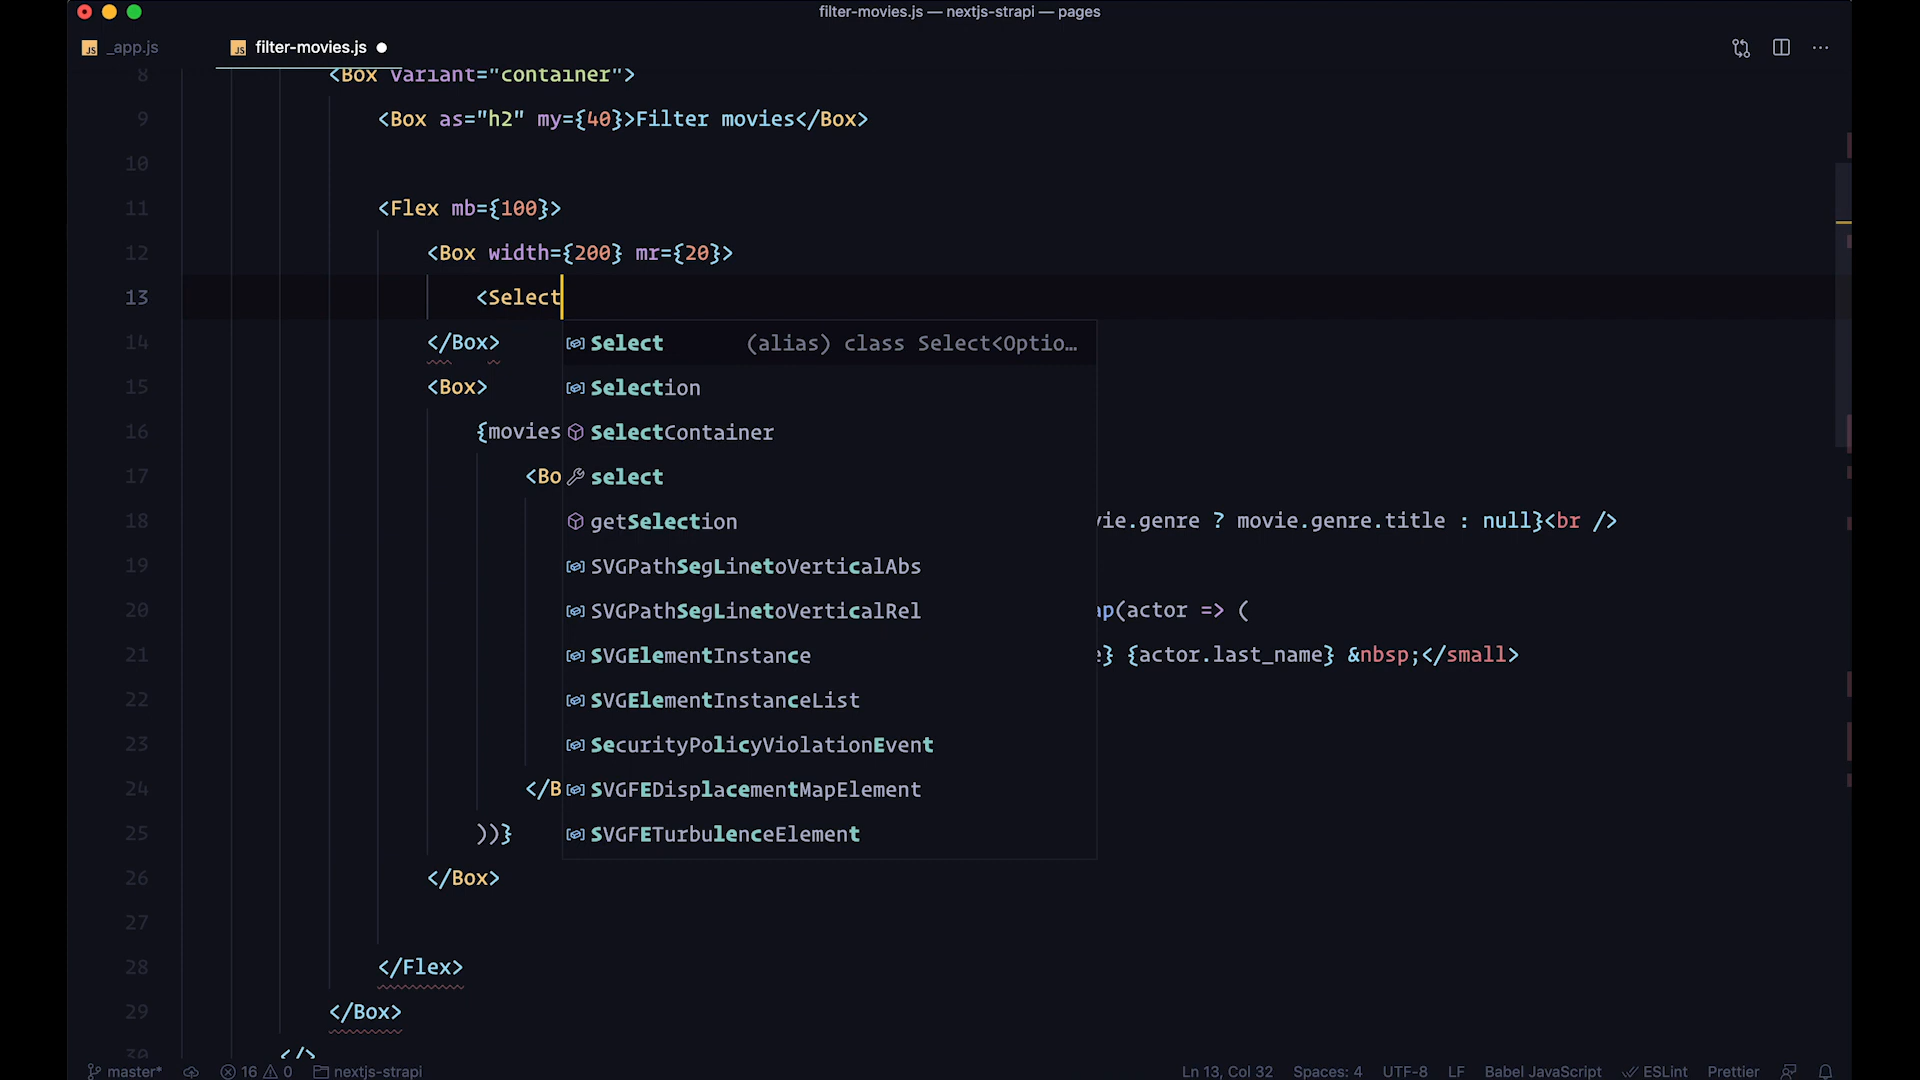 filter-movies.js — nextjs-strapi — pages
JS _app.js
JS filter-movies.js
8 <Box variant="container">
9 <Box as="h2" my={40}>Filter movies</Box>
10
11 <Flex mb={100}>
12 <Box width={200} mr={20}>
13 <Select
14 </Box>
Select (alias) class Select<Optio…
15 <Box>
Selection
16 {movies
SelectContainer
17 <Bo
select
18 vie.genre ? movie.genre.title : null}<br />
getSelection
19
SVGPathSegLinetoVerticalAbs
20 ap(actor => (
SVGPathSegLinetoVerticalRel
21 e} {actor.last_name} &nbsp;</small>
SVGElementInstance
22
SVGElementInstanceList
23
SecurityPolicyViolationEvent
24 </B
SVGFEDisplacementMapElement
25 ))}
SVGFETurbulenceElement
26 </Box>
27
28 </Flex>
29 </Box>
30 </>
master* 16 0 nextjs-strapi Ln 13, Col 32 Spaces: 4 UTF-8 LF Babel JavaScript ESLint Prettier